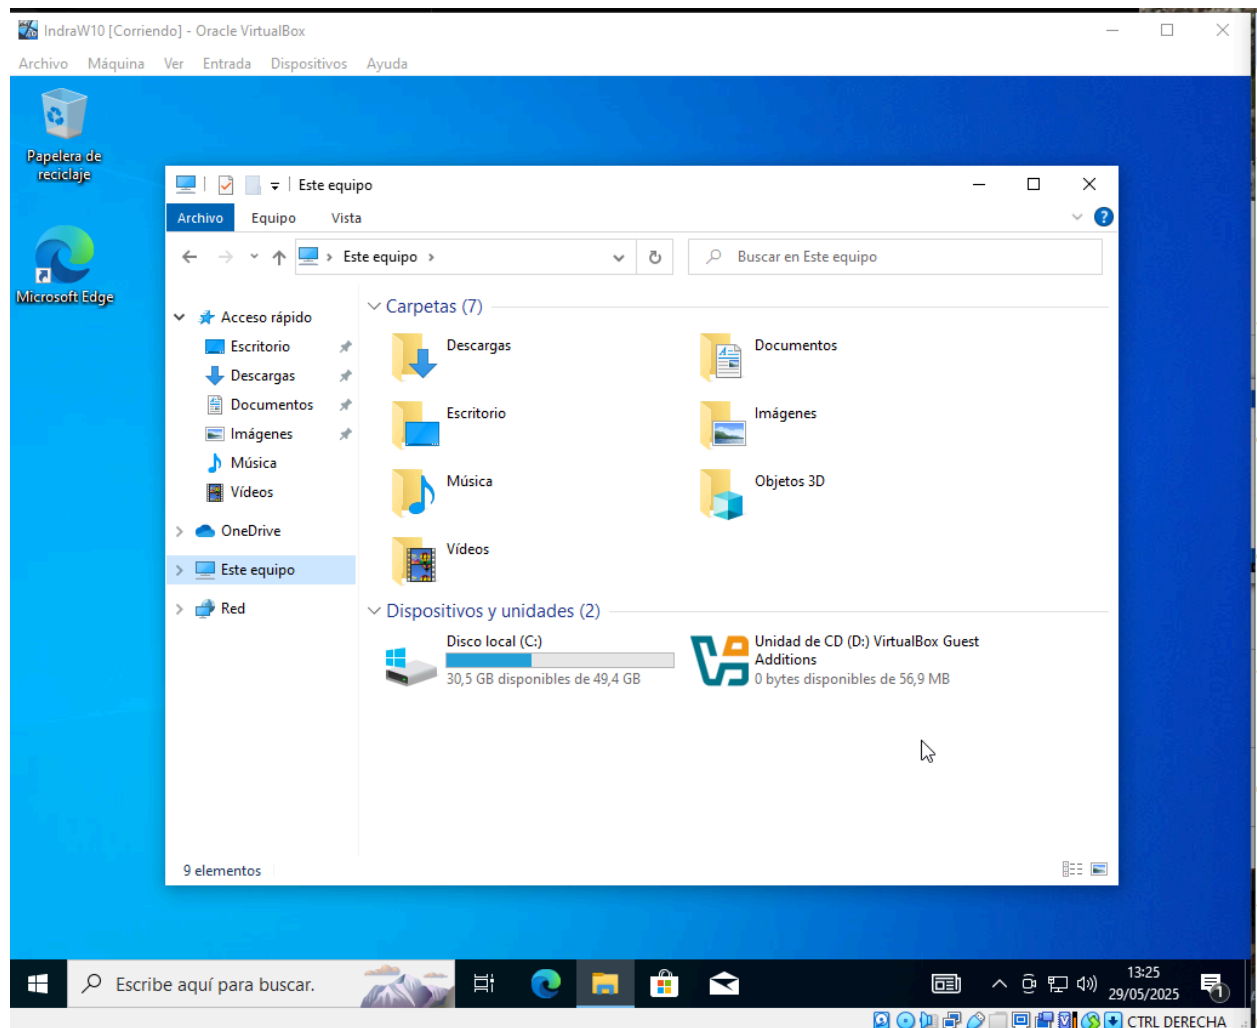 IndraW10 [Corriendo] - Oracle VirtualBox
Archivo Máquina Ver Entrada Dispositivos Ayuda
Papelera de
reciclaje
Microsoft Edge
Este equipo
Archivo Equipo Vista
Este equipo
Buscar en Este equipo
Acceso rápido
Escritorio
Descargas
Documentos
Imágenes
Música
Vídeos
OneDrive
Este equipo
Red
Carpetas (7)
Descargas
Documentos
Escritorio
Imágenes
Música
Objetos 3D
Vídeos
Dispositivos y unidades (2)
Disco local (C:)
30,5 GB disponibles de 49,4 GB
Unidad de CD (D:) VirtualBox Guest
Additions
0 bytes disponibles de 56,9 MB
9 elementos
Escribe aquí para buscar.
13:25
29/05/2025
1
CTRL DERECHA